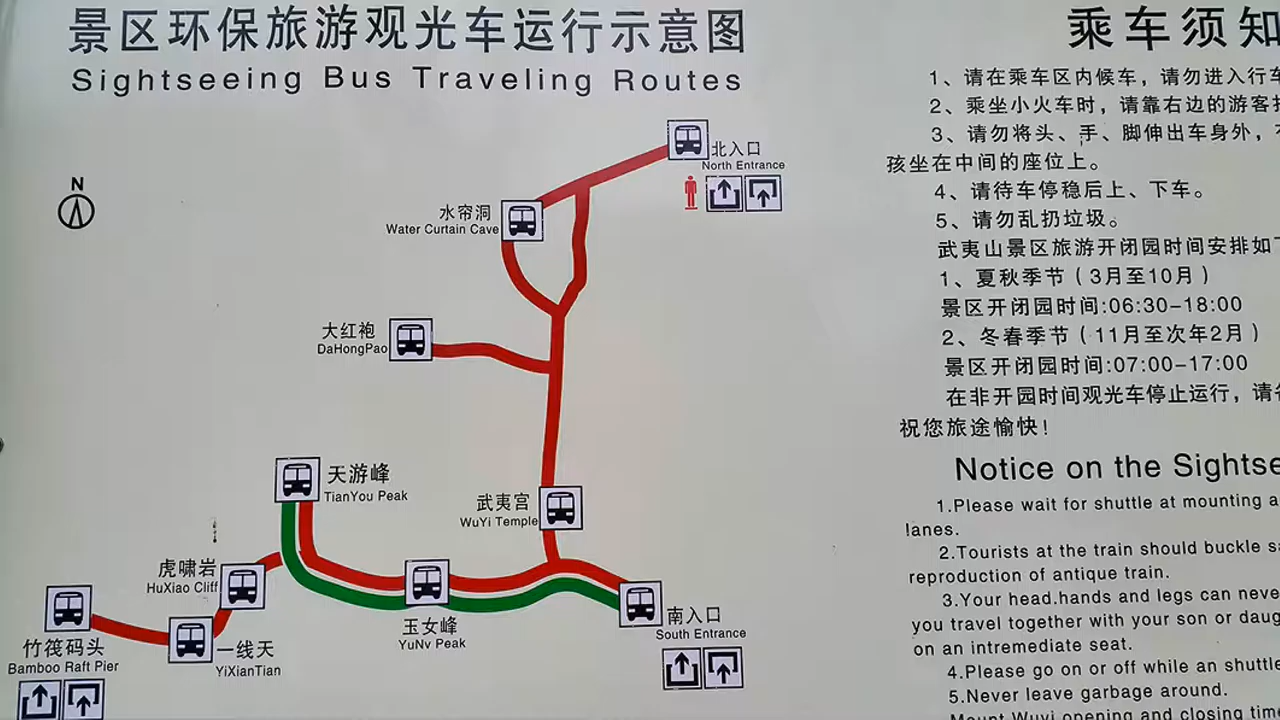 景区环保旅游观光车运行示意图
Sightseeing Bus Traveling Routes
N
北入口
North Entrance
水帘洞
Water Curtain Cave
大红袍
DaHongPao
天游峰
TianYou Peak
武夷宫
WuYi Temple
虎啸岩
HuXiao Cliff
竹筏码头
Bamboo Raft Pier
一线天
YiXianTian
玉女峰
YuNv Peak
南入口
South Entrance
乘车须知
1、请在乘车区内候车，请勿进入行车
2、乘坐小火车时，请靠右边的游客
3、请勿将头、手、脚伸出车身外，
孩坐在中间的座位上。
4、请待车停稳后上、下车。
5、请勿乱扔垃圾。
武夷山景区旅游开闭园时间安排如
1、夏秋季节（3月至10月）
景区开闭园时间:06:30-18:00
2、冬春季节（11月至次年2月）
景区开闭园时间:07:00-17:00
在非开园时间观光车停止运行，请
祝您旅途愉快！
Notice on the Sightse
1.Please wait for shuttle at mounting a
lanes.
2.Tourists at the train should buckle sa
reproduction of antique train.
3.Your head.hands and legs can neve
you travel together with your son or daug
on an intremediate seat.
4.Please go on or off while an shuttle
5.Never leave garbage around.
Mount Wuyi opening and closing time